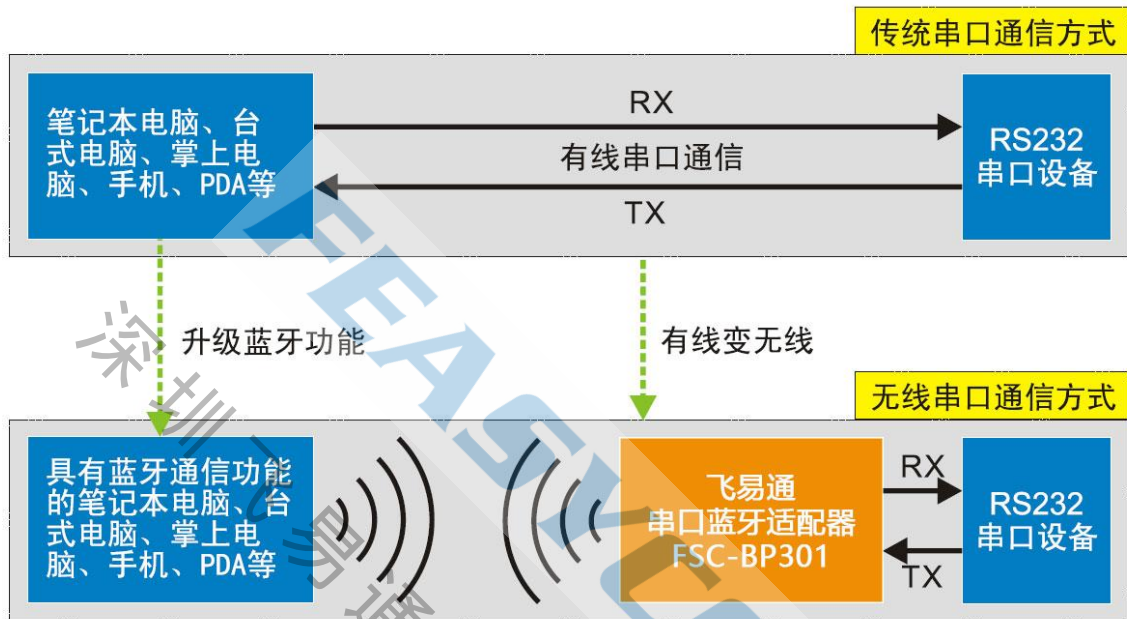 传统串口通信方式
笔记本电脑、台
式电脑、掌上电
脑、手机、PDA等
RX
有线串口通信
TX
RS232
串口设备
升级蓝牙功能
有线变无线
无线串口通信方式
具有蓝牙通信功能
的笔记本电脑、台
式电脑、掌上电
脑、手机、PDA等
飞易通
串口蓝牙适配器
FSC-BP301
RX
TX
RS232
串口设备
深圳飞易通